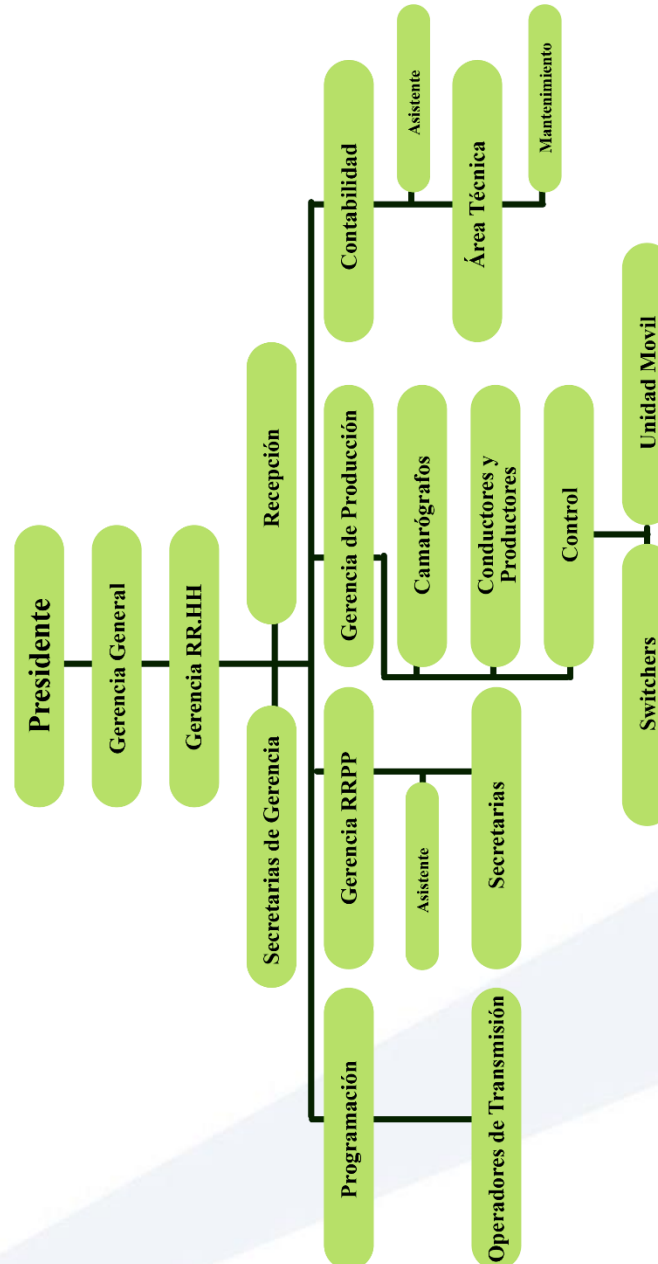 Presidente
Gerencia General
Gerencia RR.HH
Secretarias de Gerencia
Recepción
Programación
Gerencia RRPP
Gerencia de Producción
Contabilidad
Operadores de Transmisión
Asistente
Secretarias
Camarógrafos
Conductores y
Productores
Control
Switchers
Unidad Movil
Asistente
Área Técnica
Mantenimiento